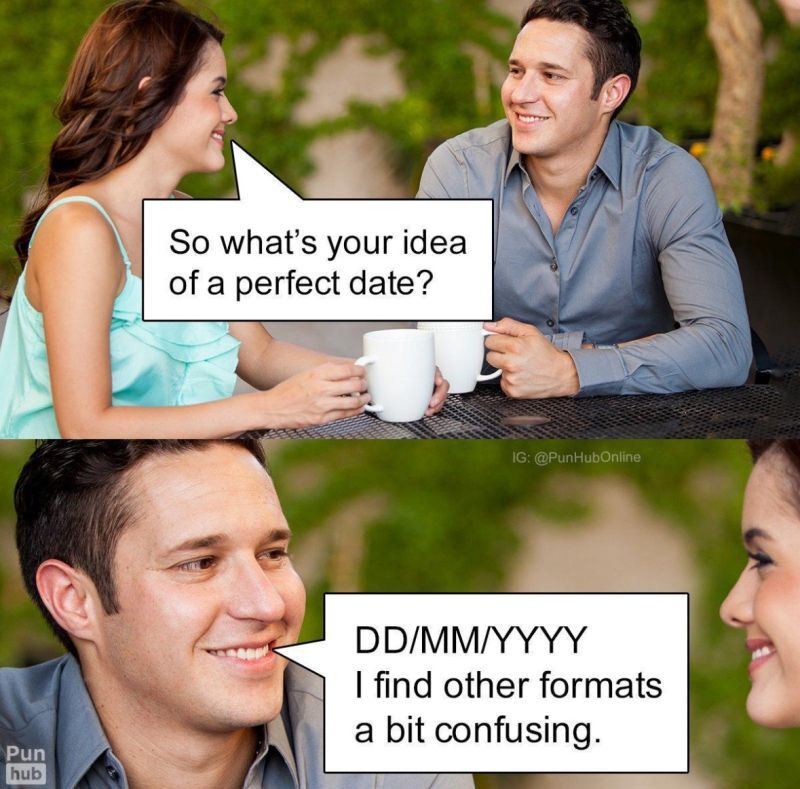 So what’s your idea
of a perfect date?
IG: @PunHubOnline
DD/MM/YYYY
I find other formats
a bit confusing.
Pun
hub